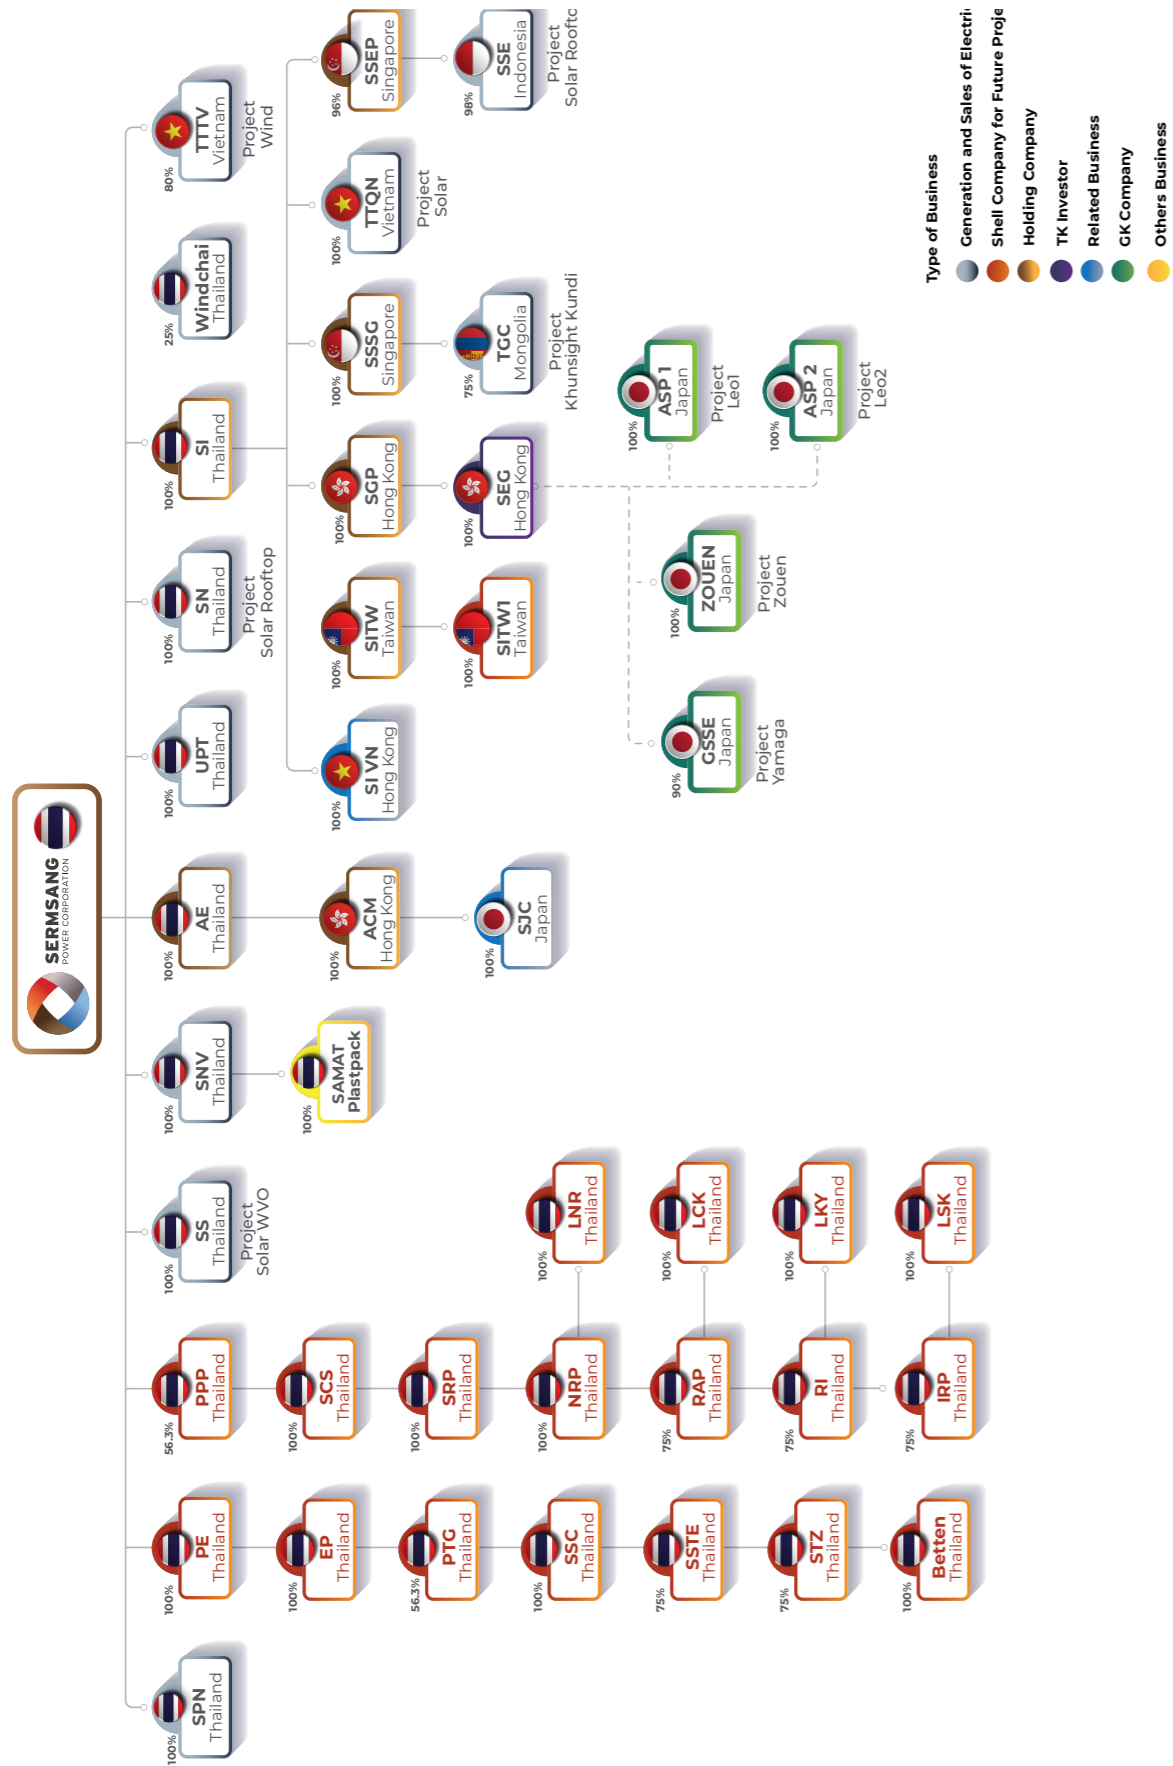 SERMSANG
POWER CORPORATION
100%
SPN
Thailand
100%
PE
Thailand
100%
EP
Thailand
56.3%
PTG
Thailand
100%
SSC
Thailand
75%
SSTE
Thailand
75%
STZ
Thailand
100%
Betten
Thailand
56.3%
PPP
Thailand
100%
SCS
Thailand
100%
SRP
Thailand
100%
NRP
Thailand
100%
LNR
Thailand
75%
RAP
Thailand
100%
LCK
Thailand
75%
RI
Thailand
100%
LKY
Thailand
75%
IRP
Thailand
100%
LSK
Thailand
100%
SS
Thailand
Project
Solar WVO
100%
SNV
Thailand
100%
SAMAT
Plastpack
100%
AE
Thailand
100%
ACM
Hong Kong
100%
SJC
Japan
100%
UPT
Thailand
100%
SN
Thailand
Project
Solar Rooftop
100%
SI
Thailand
25%
Windchai
Thailand
80%
TTTV
Vietnam
Project
Wind
100%
SI VN
Hong Kong
100%
SITW
Taiwan
100%
SITW1
Taiwan
100%
SGP
Hong Kong
100%
SEG
Hong Kong
100%
SSSG
Singapore
75%
TGC
Mongolia
Project
Khunsight Kundi
100%
TTQN
Vietnam
Project
Solar
96%
SSEP
Singapore
98%
SSE
Indonesia
Project
Solar Roofto
90%
GSSE
Japan
Project
Yamaga
100%
ZOUEN
Japan
Project
Zouen
100%
ASP 1
Japan
Project
Leo1
100%
ASP 2
Japan
Project
Leo2
Type of Business
Generation and Sales of Electri
Shell Company for Future Proje
Holding Company
TK Investor
Related Business
GK Company
Others Business